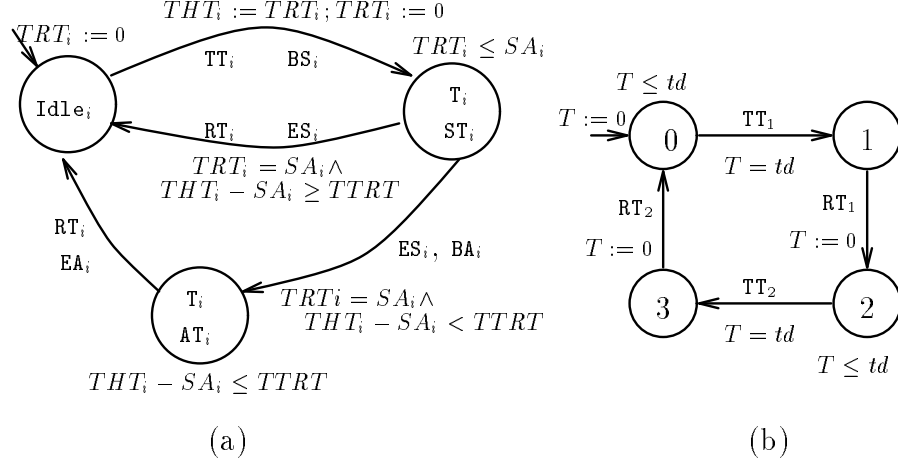 THT_i := TRT_i ; TRT_i := 0
TRT_i := 0
TT_i BS_i
TRT_i ≤ SA_i
Idle_i
T_i
ST_i
RT_i ES_i
TRT_i = SA_i ∧
THT_i − SA_i ≥ TTRT
RT_i
EA_i
ES_i, BA_i
T_i
AT_i
TRTi = SA_i ∧
THT_i − SA_i < TTRT
THT_i − SA_i ≤ TTRT
(a)
T ≤ td
T := 0
0
TT_1
1
T = td
RT_2
RT_1
T := 0
T := 0
3
TT_2
2
T = td
T ≤ td
(b)